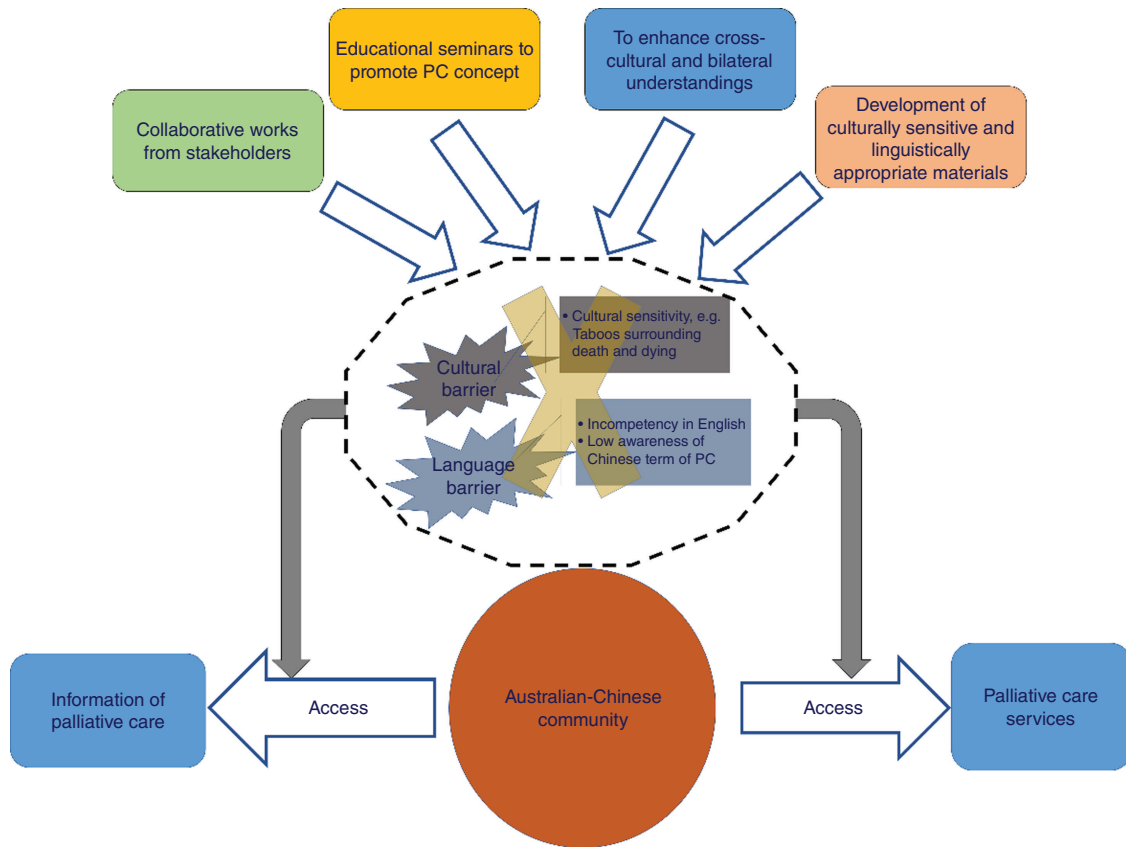 Educational seminars to
promote PC concept
To enhance cross-
cultural and bilateral
understandings
Collaborative works
from stakeholders
Development of
culturally sensitive and
linguistically
appropriate materials
Cultural
barrier
• Cultural sensitivity, e.g.
Taboos surrounding
death and dying
Language
barrier
• Incompetency in English
• Low awareness of
Chinese term of PC
Information of
palliative care
Access
Australian-Chinese
community
Access
Palliative care
services